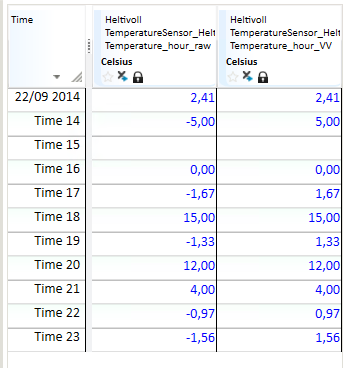 Time
Heltivoll
TemperatureSensor_Helt
Temperature_hour_raw
Celsius
Heltivoll
TemperatureSensor_Helt
Temperature_hour_VV
Celsius
22/09 2014 2,41 2,41
Time 14 -5,00 5,00
Time 15
Time 16 0,00 0,00
Time 17 -1,67 1,67
Time 18 15,00 15,00
Time 19 -1,33 1,33
Time 20 12,00 12,00
Time 21 4,00 4,00
Time 22 -0,97 0,97
Time 23 -1,56 1,56